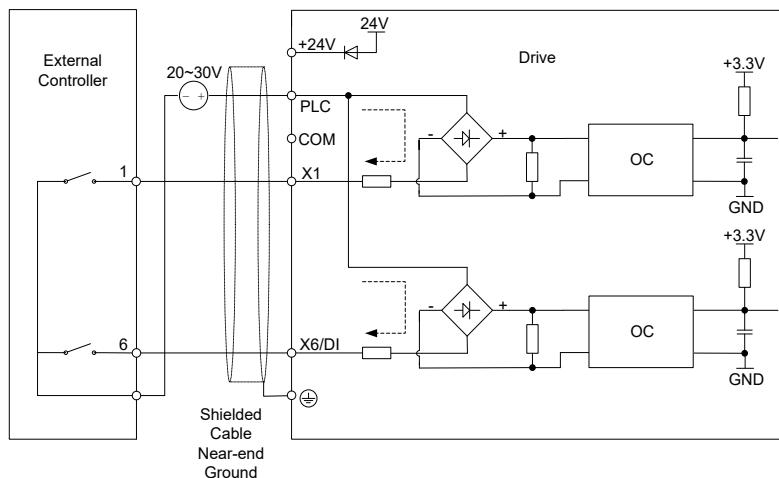 24V
+24V
External
Controller
20~30V
Drive
+3.3V
- +
PLC
COM
- +
OC
1
X1
GND
+3.3V
- +
OC
6
X6/DI
GND
Shielded
Cable
Near-end
Ground